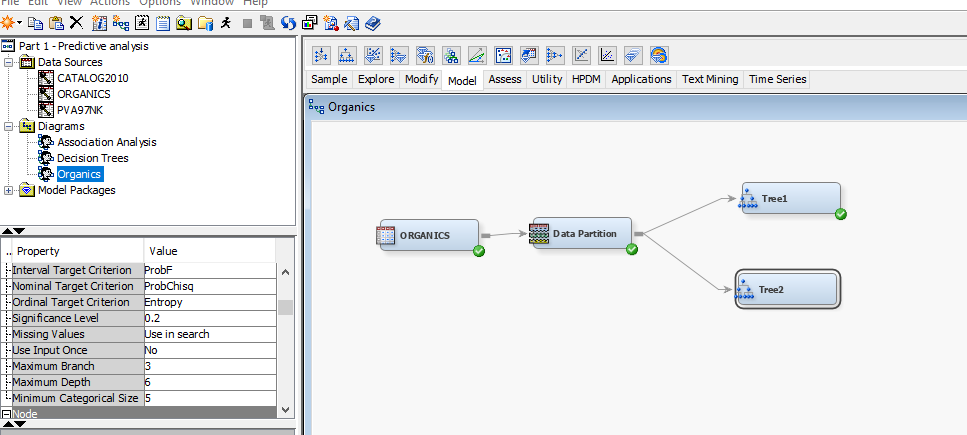 File Edit View Actions Options Window Help
Part 1 - Predictive analysis
Data Sources
CATALOG2010
ORGANICS
PVA97NK
Diagrams
Association Analysis
Decision Trees
Organics
Model Packages
.. Property Value
Interval Target Criterion ProbF
Nominal Target Criterion ProbChisq
Ordinal Target Criterion Entropy
Significance Level 0.2
Missing Values Use in search
Use Input Once No
Maximum Branch 3
Maximum Depth 6
Minimum Categorical Size 5
Node
Sample Explore Modify Model Assess Utility HPDM Applications Text Mining Time Series
Organics
ORGANICS
Data Partition
Tree1
Tree2